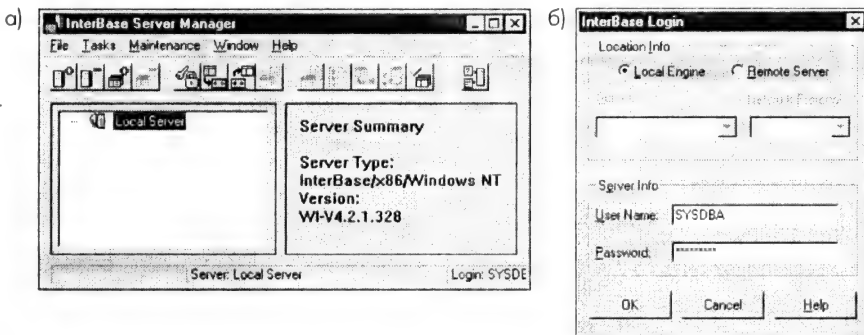 а)
InterBase Server Manager
File Tasks Maintenance Window Help
Local Server
Server Summary
Server Type:
InterBase/x86/Windows NT
Version:
WI-V4.2.1.328
Server: Local Server
Login: SYSDE
б)
InterBase Login
Location Info
Local Engine Remote Server
Server Info
User Name: SYSDBA
Password: ********
OK Cancel Help